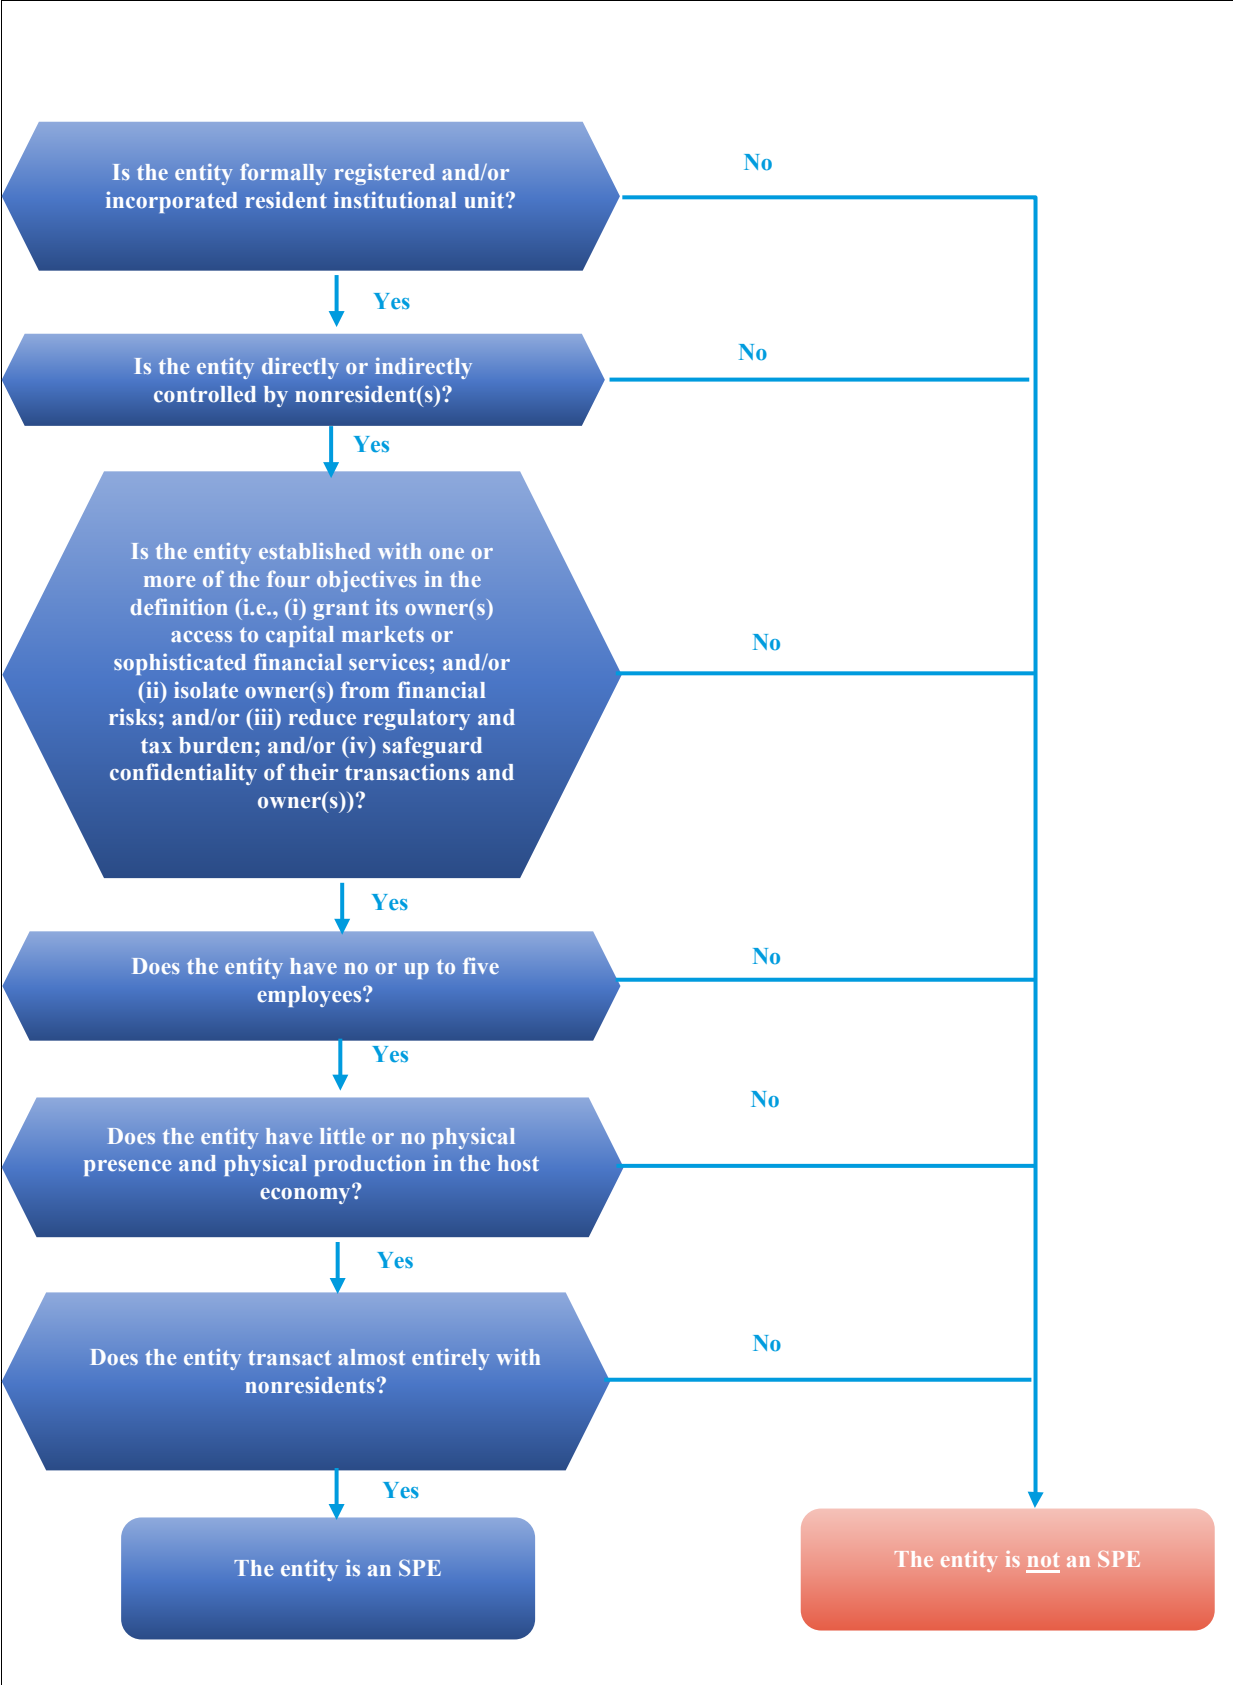 Is the entity formally registered and/or
incorporated resident institutional unit?
No
Yes
Is the entity directly or indirectly
controlled by nonresident(s)?
No
Yes
Is the entity established with one or
more of the four objectives in the
definition (i.e., (i) grant its owner(s)
access to capital markets or
sophisticated financial services; and/or
(ii) isolate owner(s) from financial
risks; and/or (iii) reduce regulatory and
tax burden; and/or (iv) safeguard
confidentiality of their transactions and
owner(s))?
No
Yes
Does the entity have no or up to five
employees?
No
Yes
Does the entity have little or no physical
presence and physical production in the host
economy?
No
Yes
Does the entity transact almost entirely with
nonresidents?
No
Yes
The entity is an SPE
The entity is not an SPE